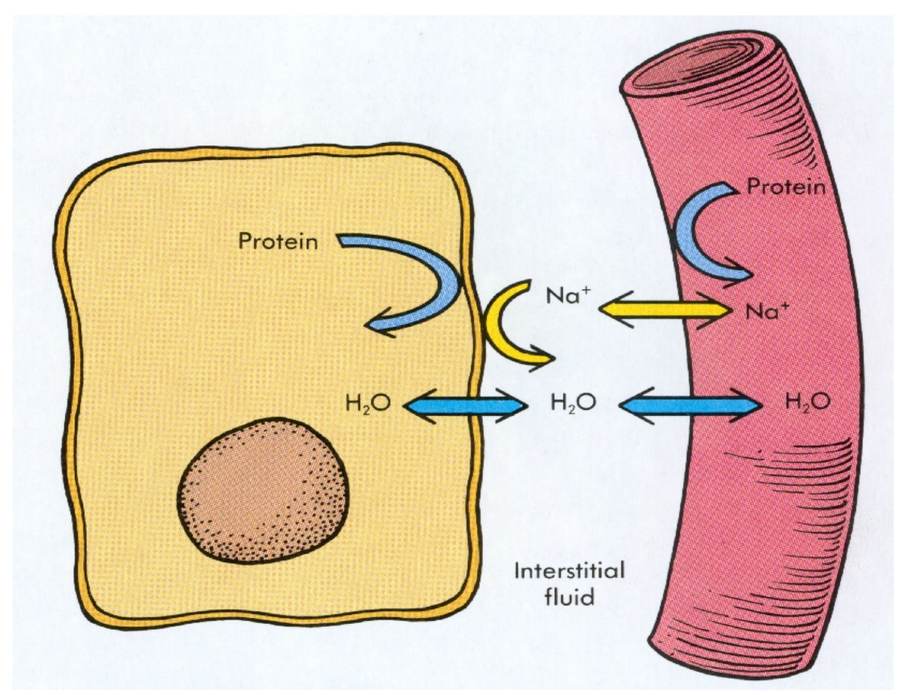 Protein
Protein
Na⁺
Na⁺
H₂O
H₂O
H₂O
Interstitial
fluid